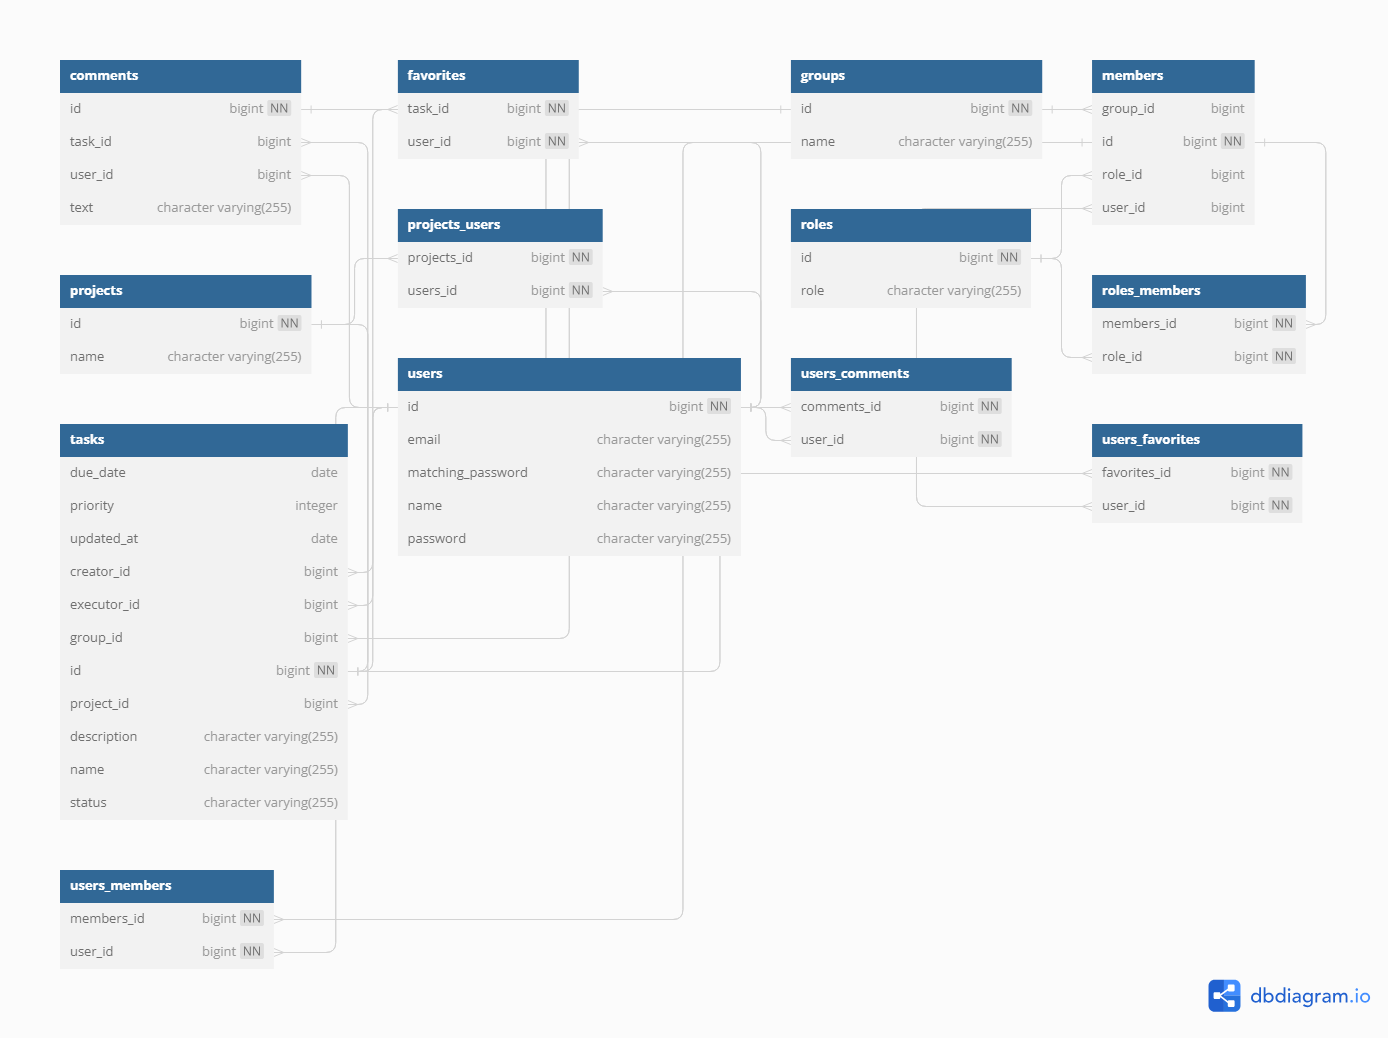 comments
id bigint NN
task_id bigint
user_id bigint
text character varying(255)
favorites
task_id bigint NN
user_id bigint NN
groups
id bigint NN
name character varying(255)
members
group_id bigint
id bigint NN
role_id bigint
user_id bigint
projects_users
projects_id bigint NN
users_id bigint NN
roles
id bigint NN
role character varying(255)
projects
id bigint NN
name character varying(255)
roles_members
members_id bigint NN
role_id bigint NN
users
id bigint NN
email character varying(255)
matching_password character varying(255)
name character varying(255)
password character varying(255)
users_comments
comments_id bigint NN
user_id bigint NN
tasks
due_date date
priority integer
updated_at date
creator_id bigint
executor_id bigint
group_id bigint
id bigint NN
project_id bigint
description character varying(255)
name character varying(255)
status character varying(255)
users_favorites
favorites_id bigint NN
user_id bigint NN
users_members
members_id bigint NN
user_id bigint NN
dbdiagram.io